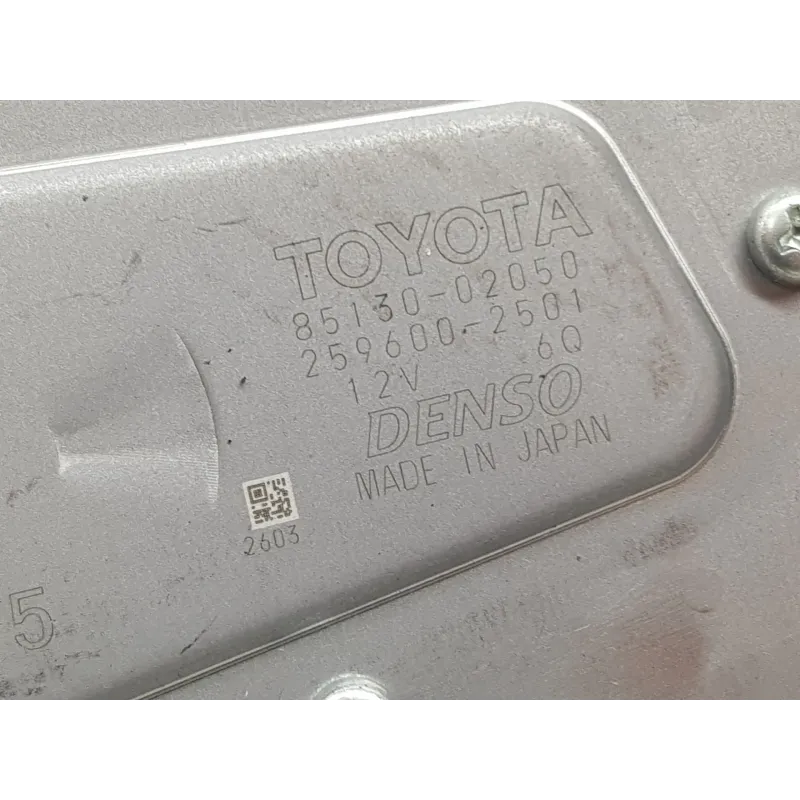 TOYOTA
85130-02050
259600-2501
12V 6Q
DENSO
MADE IN JAPAN
2603
5